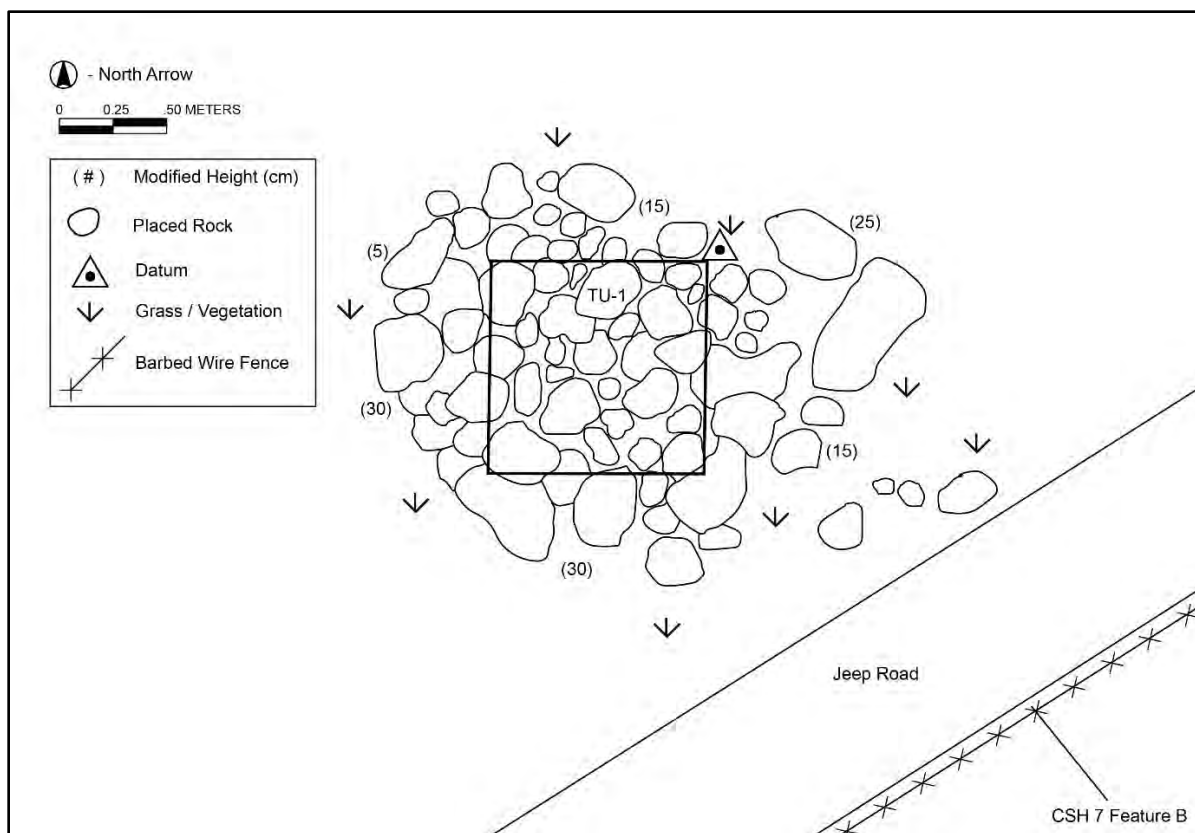 - North Arrow
0 0.25 .50 METERS
( # ) Modified Height (cm)
Placed Rock
Datum
Grass / Vegetation
Barbed Wire Fence
(15)
(25)
(5)
TU-1
(30)
(15)
(30)
Jeep Road
CSH 7 Feature B